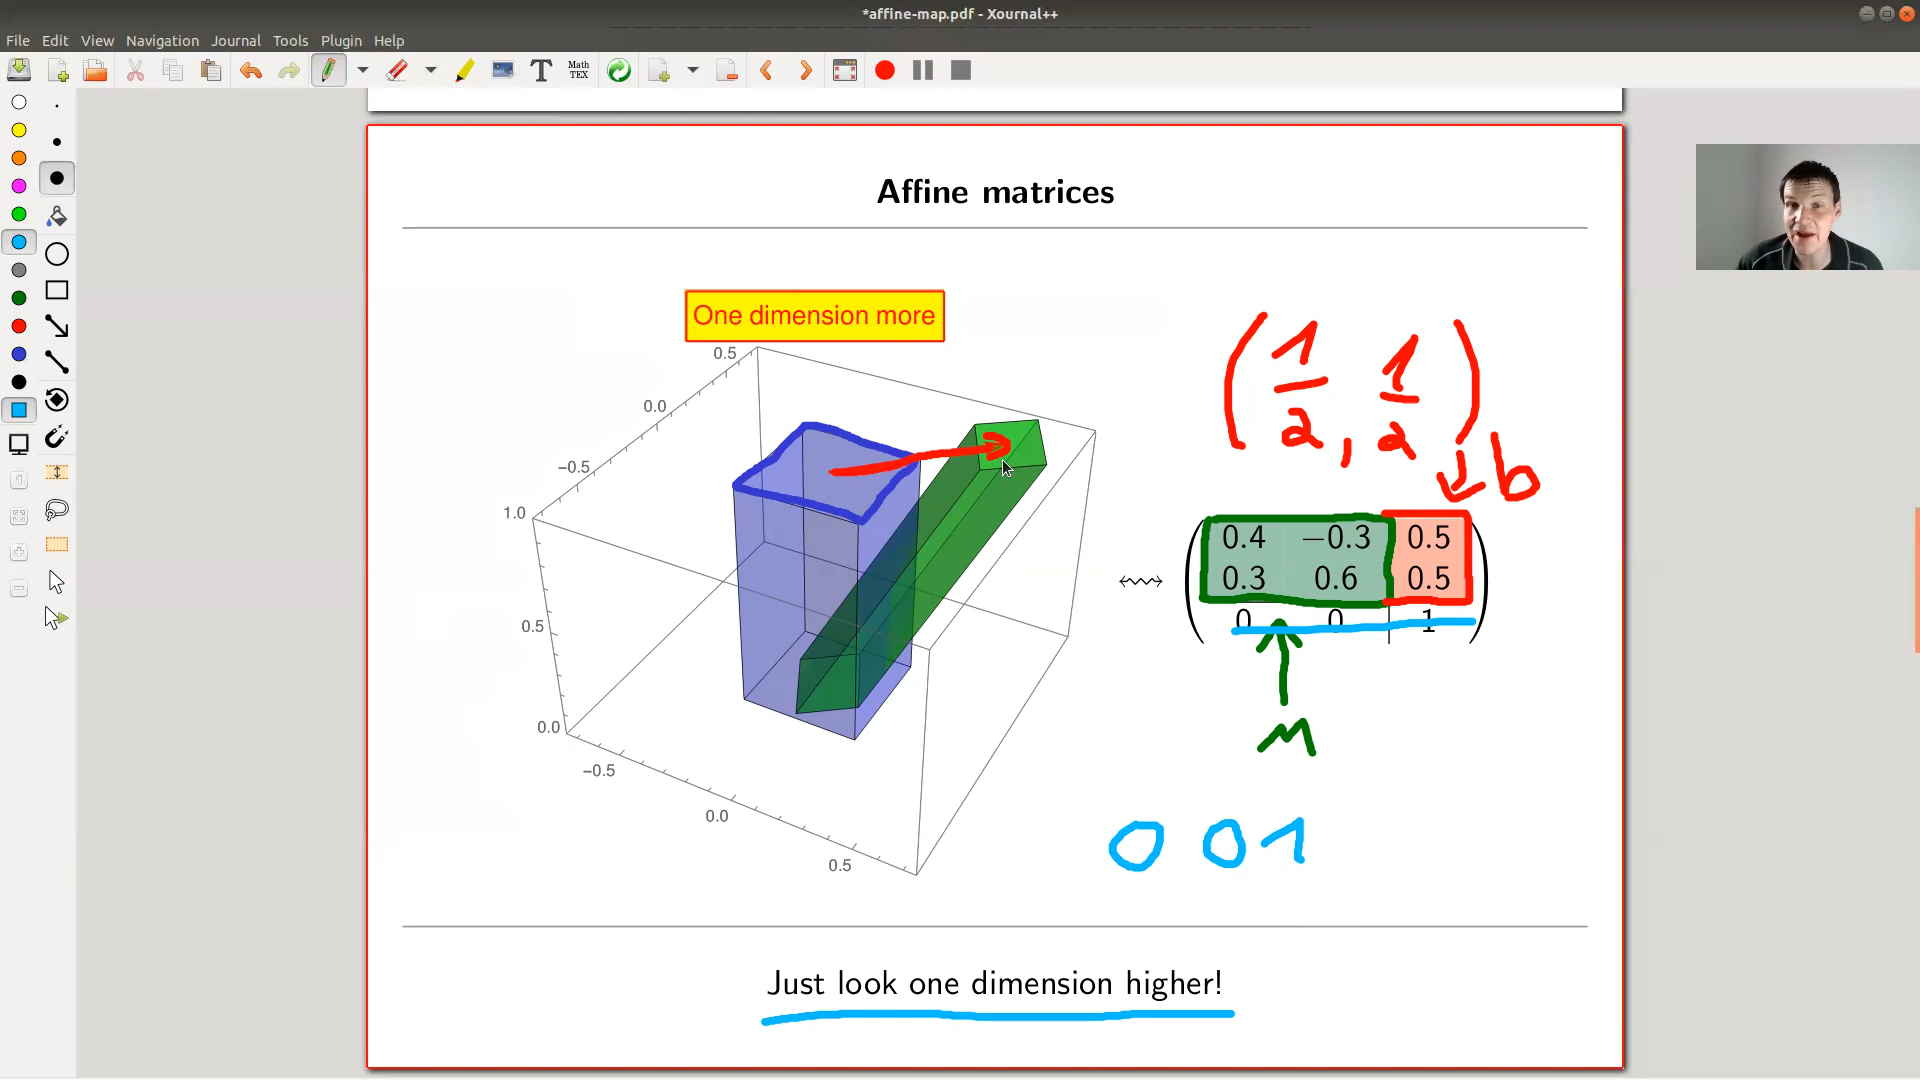 *affine-map.pdf - Xournal++
File Edit View Navigation Journal Tools Plugin Help
T Math TEX
Affine matrices
One dimension more
0.5
0.0
−0.5
1.0
0.5
0.0
−0.5
0.0
0.5
( 1/2 , 1/2 )
b
0.4 −0.3 0.5
0.3 0.6 0.5
0 0 1
M
0 0 1
Just look one dimension higher!